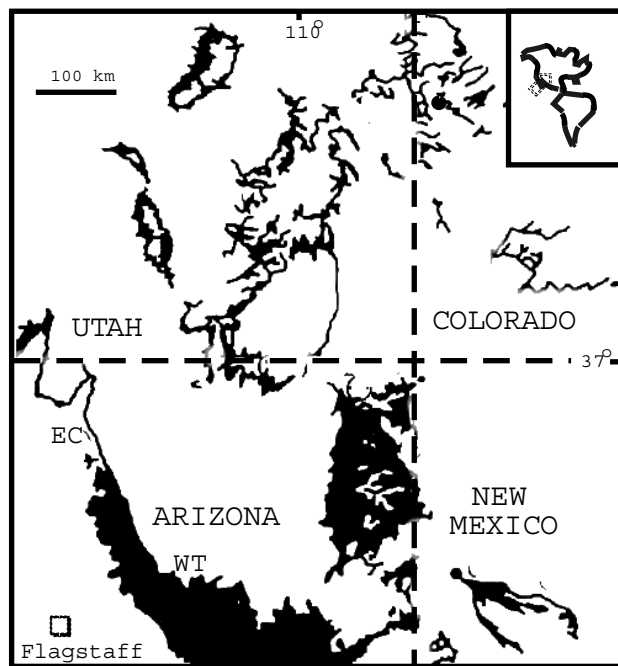 110°
100 km
UTAH
COLORADO
37°
EC
ARIZONA
NEW
MEXICO
WT
Flagstaff